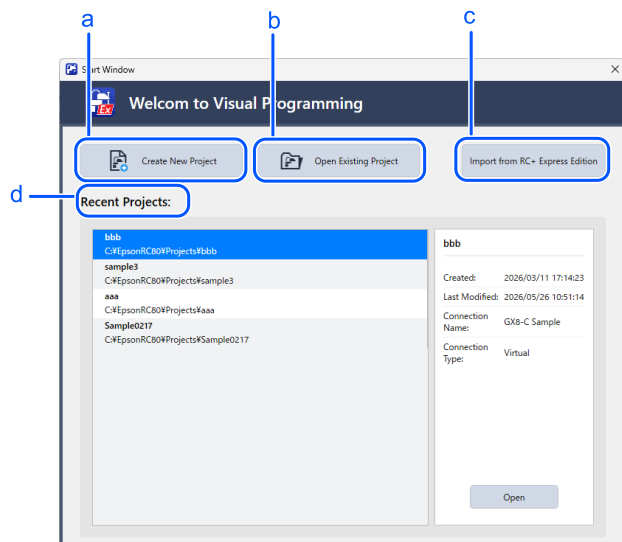 a
b
c
Start Window
Ex
Welcom to Visual Programming
Create New Project
Open Existing Project
Import from RC+ Express Edition
d
Recent Projects:
bbb
C:¥EpsonRC80¥Projects¥bbb
sample3
C:¥EpsonRC80¥Projects¥sample3
aaa
C:¥EpsonRC80¥Projects¥aaa
Sample0217
C:¥EpsonRC80¥Projects¥Sample0217
bbb
Created: 2026/03/11 17:14:23
Last Modified: 2026/05/26 10:51:14
Connection
Name: GX8-C Sample
Connection
Type: Virtual
Open